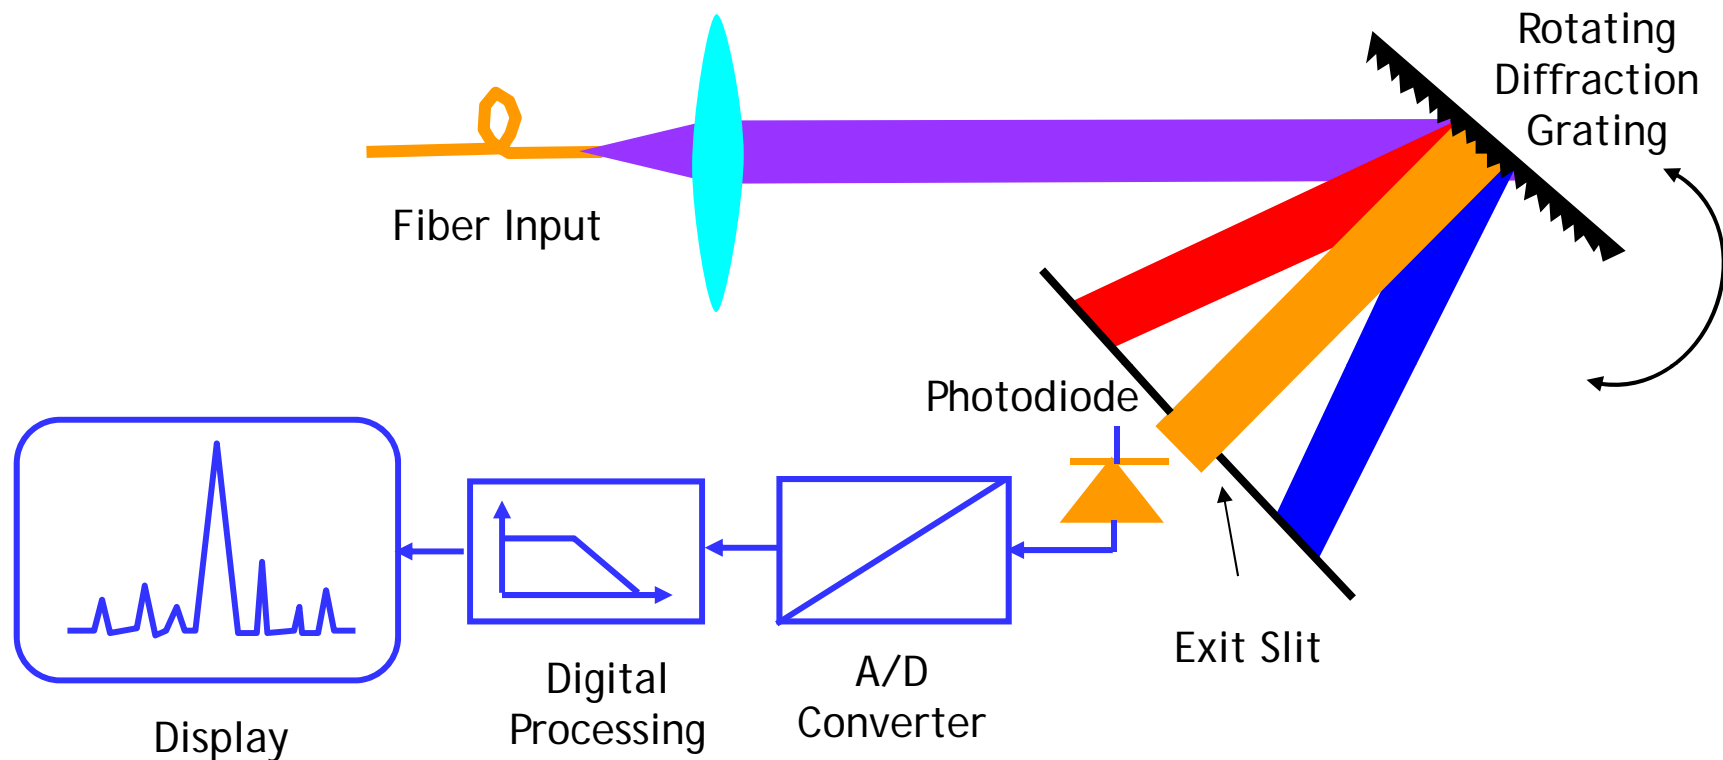 Rotating
Diffraction
Grating
Fiber Input
Photodiode
Exit Slit
A/D
Converter
Digital
Processing
Display